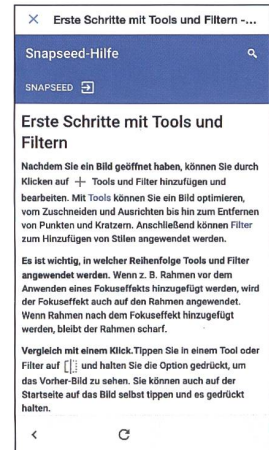 × Erste Schritte mit Tools und Filtern -...
Snapseed-Hilfe
SNAPSEED
Erste Schritte mit Tools und
Filtern
Nachdem Sie ein Bild geöffnet haben, können Sie durch
Klicken auf + Tools und Filter hinzufügen und
bearbeiten. Mit Tools können Sie ein Bild optimieren,
vom Zuschneiden und Ausrichten bis hin zum Entfernen
von Punkten und Kratzern. Anschließend können Filter
zum Hinzufügen von Stilen angewendet werden.
Es ist wichtig, in welcher Reihenfolge Tools und Filter
angewendet werden. Wenn z. B. Rahmen vor dem
Anwenden eines Fokuseffekts hinzugefügt werden, wird
der Fokuseffekt auch auf den Rahmen angewendet.
Wenn Rahmen nach dem Fokuseffekt hinzugefügt
werden, bleibt der Rahmen scharf.
Vergleich mit einem Klick.Tippen Sie in einem Tool oder
Filter auf und halten Sie die Option gedrückt, um
das Vorher-Bild zu sehen. Sie können auch auf der
Startseite auf das Bild selbst tippen und es gedrückt
halten.